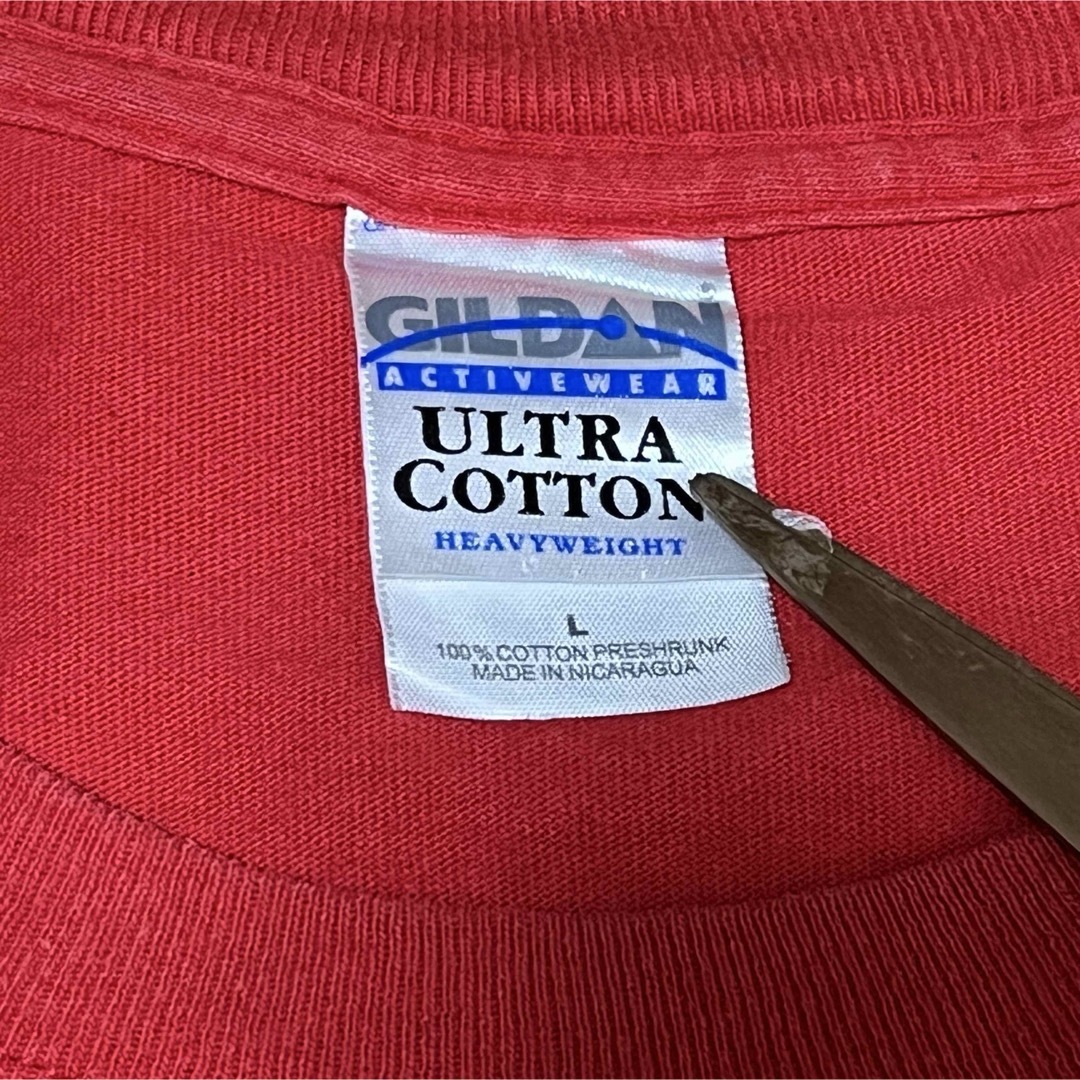 GILDAN
ACTIVEWEAR
ULTRA
COTTON
HEAVYWEIGHT
L
100% COTTON PRESHRUNK
MADE IN NICARAGUA